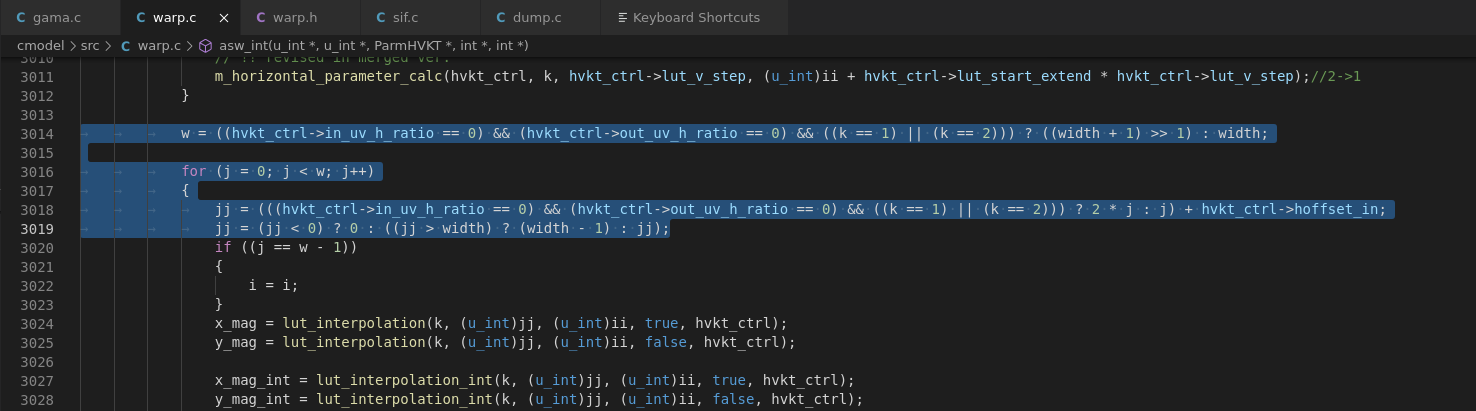 C gama.c C warp.c × C warp.h C sif.c C dump.c Keyboard Shortcuts
cmodel > src > C warp.c > asw_int(u_int *, u_int *, ParmHVKT *, int *, int *)
3010 // !! revised in merged ver.
3011 m_horizontal_parameter_calc(hvkt_ctrl, k, hvkt_ctrl->lut_v_step, (u_int)ii + hvkt_ctrl->lut_start_extend * hvkt_ctrl->lut_v_step);//2->1
3012 }
3013
3014 w = ((hvkt_ctrl->in_uv_h_ratio == 0) && (hvkt_ctrl->out_uv_h_ratio == 0) && ((k == 1) || (k == 2))) ? ((width + 1) >> 1) : width;
3015
3016 for (j = 0; j < w; j++)
3017 {
3018 jj = (((hvkt_ctrl->in_uv_h_ratio == 0) && (hvkt_ctrl->out_uv_h_ratio == 0) && ((k == 1) || (k == 2))) ? 2 * j : j) + hvkt_ctrl->hoffset_in;
3019 jj = (jj < 0) ? 0 : ((jj > width) ? (width - 1) : jj);
3020 if ((j == w - 1))
3021 {
3022 i = i;
3023 }
3024 x_mag = lut_interpolation(k, (u_int)jj, (u_int)ii, true, hvkt_ctrl);
3025 y_mag = lut_interpolation(k, (u_int)jj, (u_int)ii, false, hvkt_ctrl);
3026
3027 x_mag_int = lut_interpolation_int(k, (u_int)jj, (u_int)ii, true, hvkt_ctrl);
3028 y_mag_int = lut_interpolation_int(k, (u_int)jj, (u_int)ii, false, hvkt_ctrl);